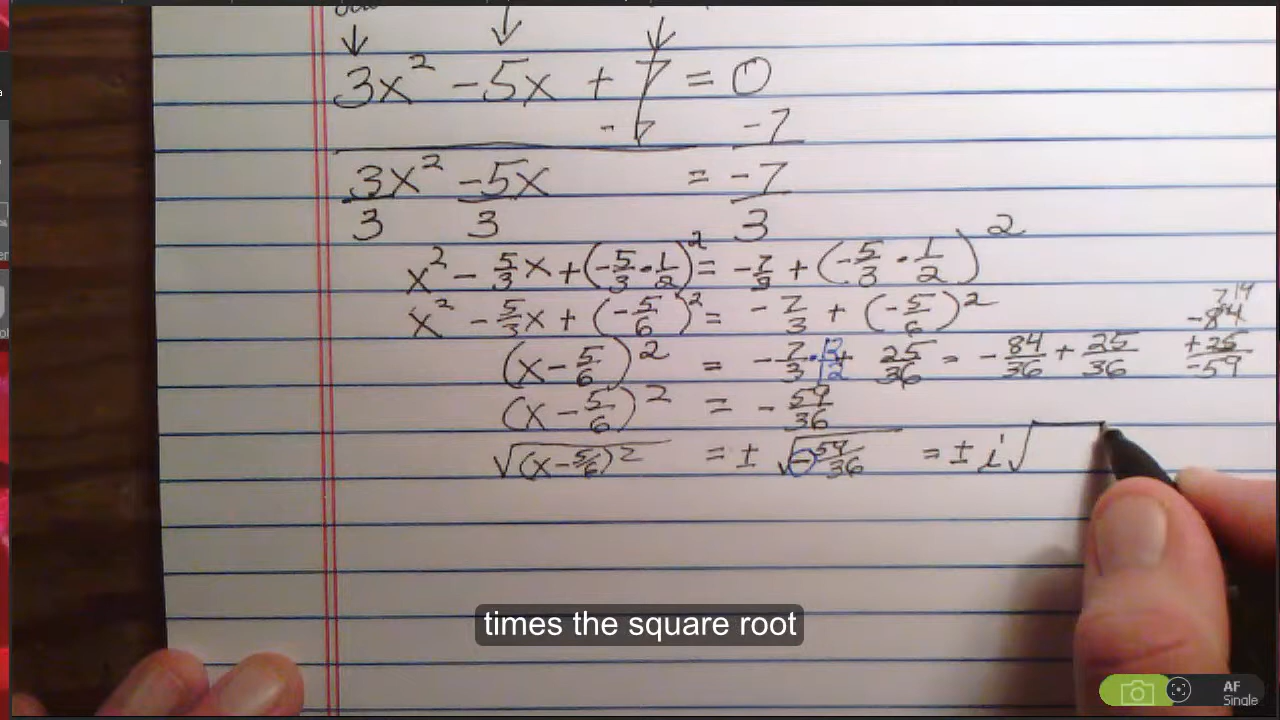 3x² - 5x + 7 = 0
- 7 -7
3x² - 5x = -7
3 3 3
x² - 5/3 x + (-5/3 · 1/2)² = -7/3 + (-5/3 · 1/2)²
x² - 5/3 x + (-5/6)² = -7/3 + (-5/6)²
7 14
-84
+25
-59
(x - 5/6)² = -7/3 · 12/12 + 25/36 = -84/36 + 25/36
(x - 5/6)² = -59/36
√(x - 5/6)² = ± √-59/36 = ± i√
times the square root
AF
Single